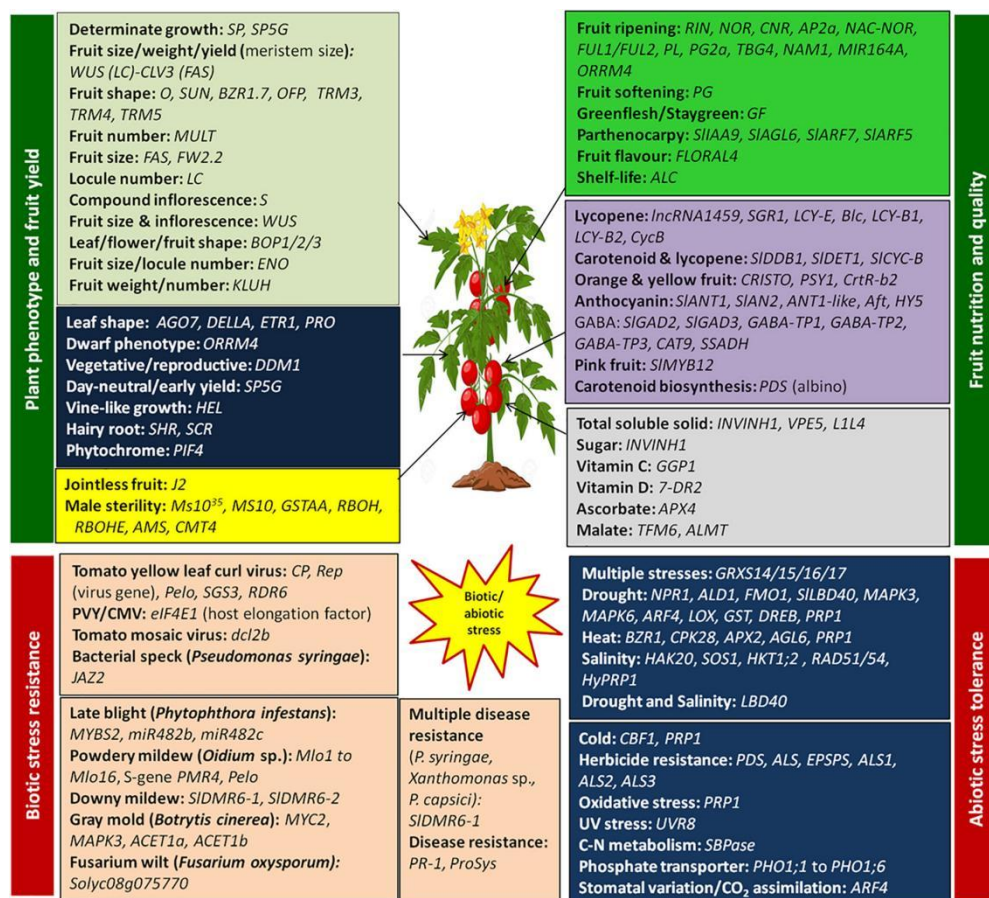 Plant phenotype and fruit yield
Determinate growth: SP, SP5G
Fruit size/weight/yield (meristem size):
WUS (LC)-CLV3 (FAS)
Fruit shape: O, SUN, BZR1.7, OFP, TRM3,
TRM4, TRM5
Fruit number: MULT
Fruit size: FAS, FW2.2
Locule number: LC
Compound inflorescence: S
Fruit size & inflorescence: WUS
Leaf/flower/fruit shape: BOP1/2/3
Fruit size/locule number: ENO
Fruit weight/number: KLUH
Leaf shape: AGO7, DELLA, ETR1, PRO
Dwarf phenotype: ORRM4
Vegetative/reproductive: DDM1
Day-neutral/early yield: SP5G
Vine-like growth: HEL
Hairy root: SHR, SCR
Phytochrome: PIF4
Jointless fruit: J2
Male sterility: Ms10³⁵, MS10, GSTAA, RBOH,
RBOHE, AMS, CMT4
Fruit nutrition and quality
Fruit ripening: RIN, NOR, CNR, AP2a, NAC-NOR,
FUL1/FUL2, PL, PG2a, TBG4, NAM1, MIR164A,
ORRM4
Fruit softening: PG
Greenflesh/Staygreen: GF
Parthenocarpy: SlIAA9, SlAGL6, SlARF7, SlARF5
Fruit flavour: FLORAL4
Shelf-life: ALC
Lycopene: lncRNA1459, SGR1, LCY-E, Blc, LCY-B1,
LCY-B2, CycB
Carotenoid & lycopene: SlDDB1, SlDET1, SlCYC-B
Orange & yellow fruit: CRISTO, PSY1, CrtR-b2
Anthocyanin: SlANT1, SlAN2, ANT1-like, Aft, HY5
GABA: SlGAD2, SlGAD3, GABA-TP1, GABA-TP2,
GABA-TP3, CAT9, SSADH
Pink fruit: SlMYB12
Carotenoid biosynthesis: PDS (albino)
Total soluble solid: INVINH1, VPE5, L1L4
Sugar: INVINH1
Vitamin C: GGP1
Vitamin D: 7-DR2
Ascorbate: APX4
Malate: TFM6, ALMT
Biotic stress resistance
Tomato yellow leaf curl virus: CP, Rep
(virus gene), Pelo, SGS3, RDR6
PVY/CMV: eIF4E1 (host elongation factor)
Tomato mosaic virus: dcl2b
Bacterial speck (Pseudomonas syringae):
JAZ2
Late blight (Phytophthora infestans):
MYBS2, miR482b, miR482c
Powdery mildew (Oidium sp.): Mlo1 to
Mlo16, S-gene PMR4, Pelo
Downy mildew: SlDMR6-1, SlDMR6-2
Gray mold (Botrytis cinerea): MYC2,
MAPK3, ACET1a, ACET1b
Fusarium wilt (Fusarium oxysporum):
Solyc08g075770
Multiple disease
resistance
(P. syringae,
Xanthomonas sp.,
P. capsici):
SlDMR6-1
Disease resistance:
PR-1, ProSys
Biotic/
abiotic
stress
Abiotic stress tolerance
Multiple stresses: GRXS14/15/16/17
Drought: NPR1, ALD1, FMO1, SlLBD40, MAPK3,
MAPK6, ARF4, LOX, GST, DREB, PRP1
Heat: BZR1, CPK28, APX2, AGL6, PRP1
Salinity: HAK20, SOS1, HKT1;2 , RAD51/54,
HyPRP1
Drought and Salinity: LBD40
Cold: CBF1, PRP1
Herbicide resistance: PDS, ALS, EPSPS, ALS1,
ALS2, ALS3
Oxidative stress: PRP1
UV stress: UVR8
C-N metabolism: SBPase
Phosphate transporter: PHO1;1 to PHO1;6
Stomatal variation/CO₂ assimilation: ARF4